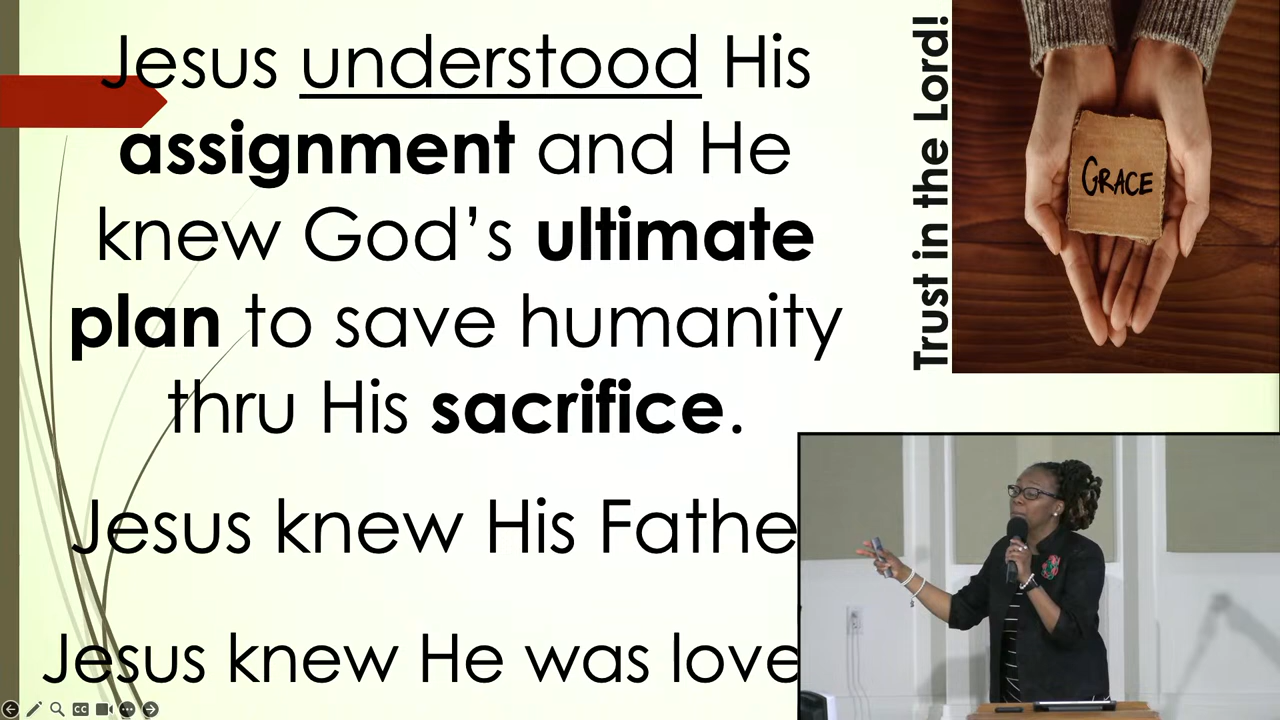 Jesus understood His
assignment and He
knew God’s ultimate
plan to save humanity
thru His sacrifice.
Jesus knew His Fathe
Jesus knew He was love
Trust in the Lord!
GRACE
CC